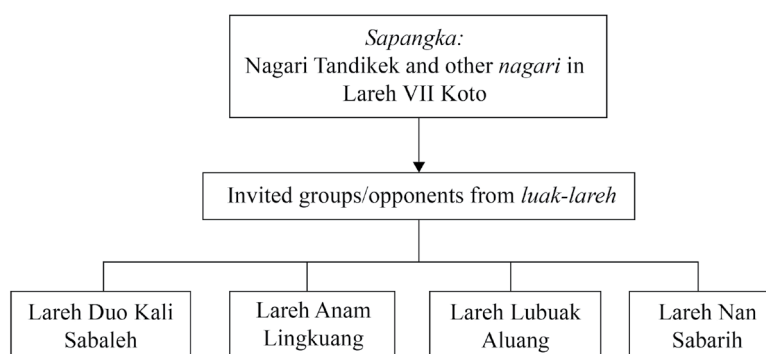 Sapangka:
Nagari Tandikek and other nagari in
Lareh VII Koto
Invited groups/opponents from luak-lareh
Lareh Duo Kali
Sabaleh
Lareh Anam
Lingkuang
Lareh Lubuak
Aluang
Lareh Nan
Sabarih